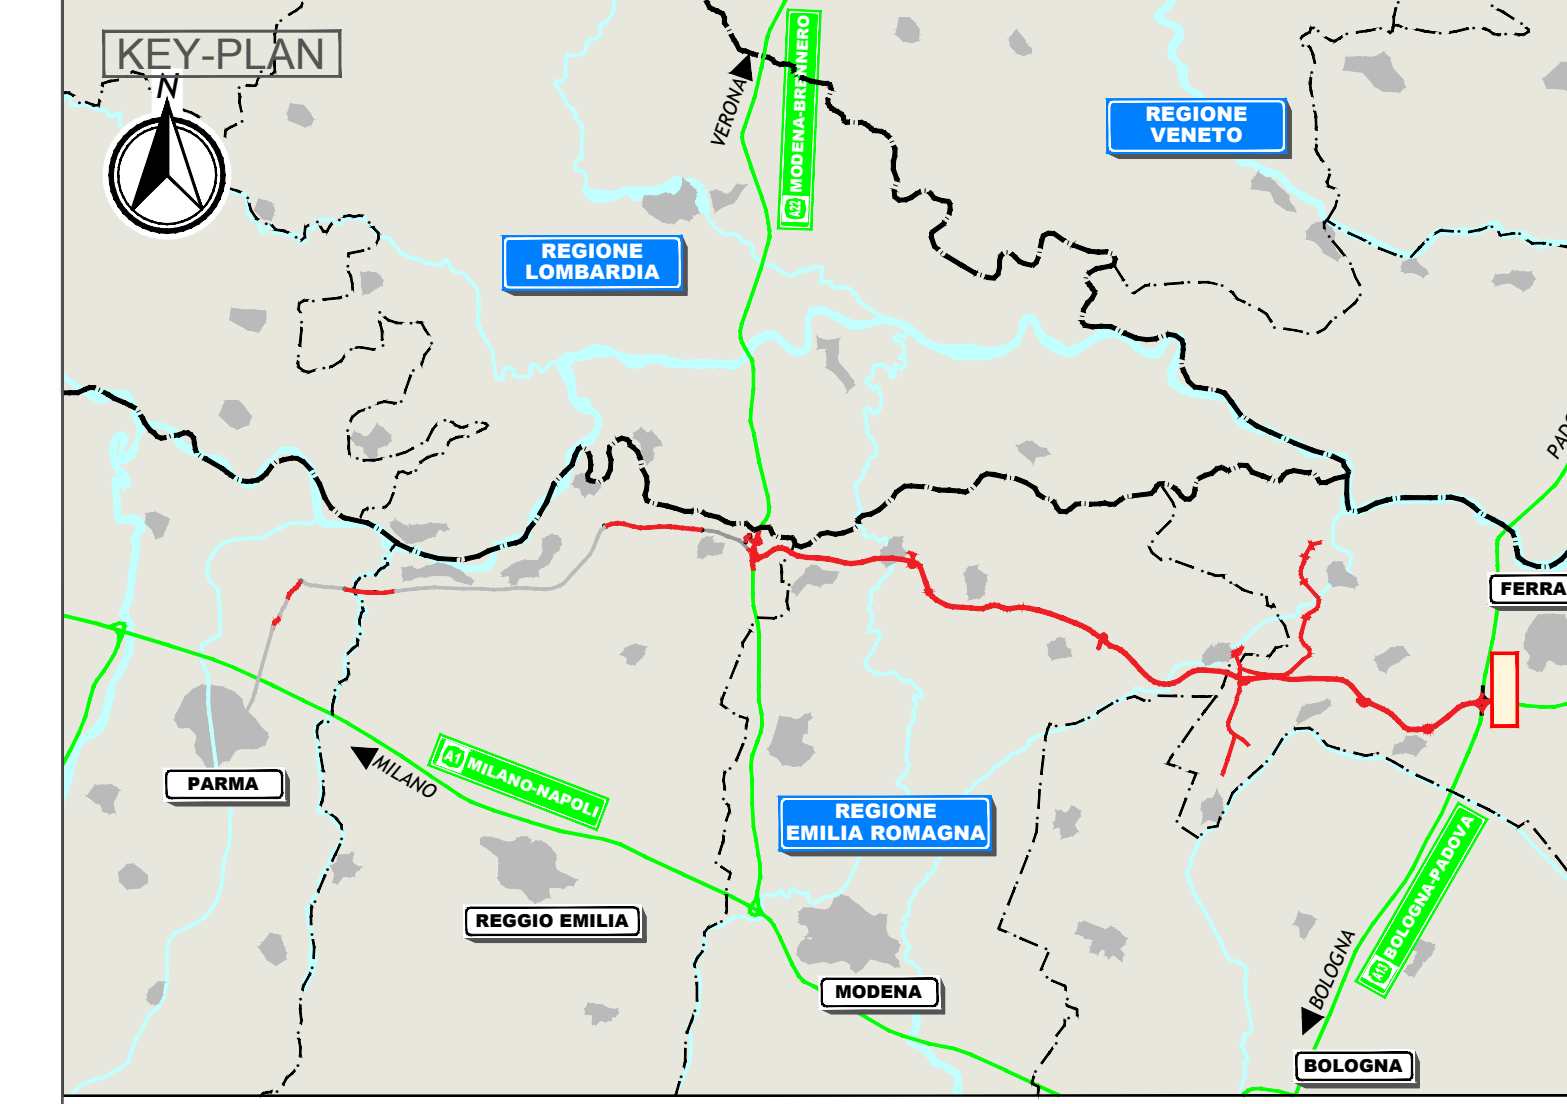 KEY-PLAN
N
VERONA
A22 MODENA-BRENNERO
REGIONE
VENETO
REGIONE
LOMBARDIA
FERRA
PARMA
MILANO
A1 MILANO-NAPOLI
REGIONE
EMILIA ROMAGNA
REGGIO EMILIA
MODENA
A13 BOLOGNA-PADOVA
BOLOGNA
BOLOGNA